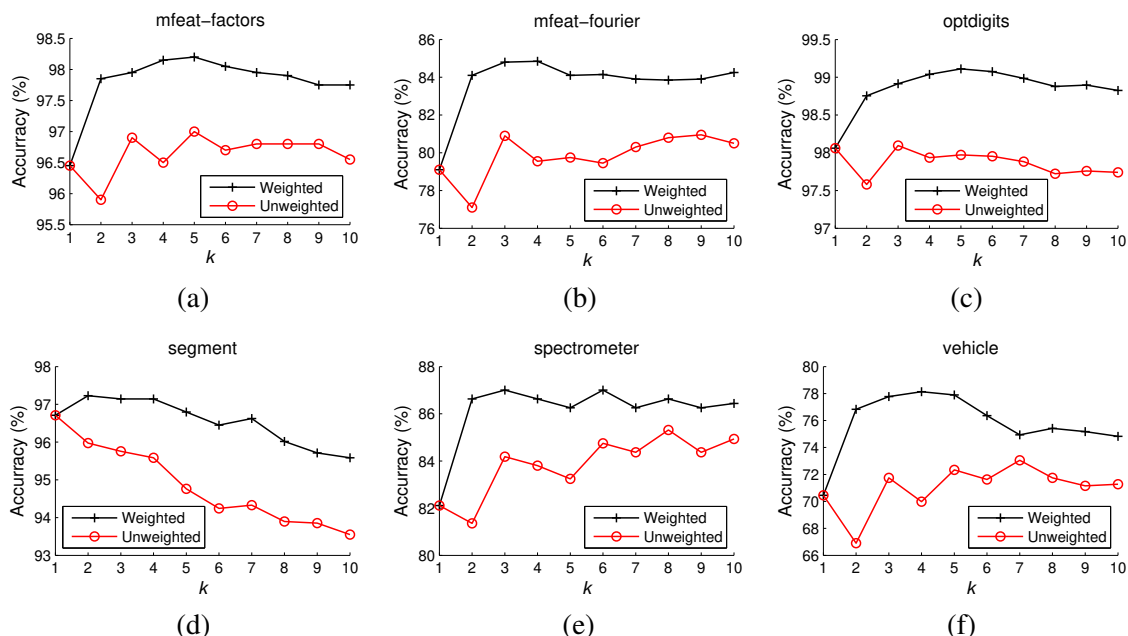 mfeat-factors
98.5
98
97.5
97
96.5
96
95.5
Accurracy (%)
Weighted
Unweighted
1 2 3 4 5 6 7 8 9 10
k
(a)
mfeat-fourier
86
84
82
80
78
76
Accurracy (%)
Weighted
Unweighted
1 2 3 4 5 6 7 8 9 10
k
(b)
optdigits
99.5
99
98.5
98
97.5
97
Accurracy (%)
Weighted
Unweighted
1 2 3 4 5 6 7 8 9 10
k
(c)
segment
98
97
96
95
94
93
Accurracy (%)
Weighted
Unweighted
1 2 3 4 5 6 7 8 9 10
k
(d)
spectrometer
88
86
84
82
80
Accurracy (%)
Weighted
Unweighted
1 2 3 4 5 6 7 8 9 10
k
(e)
vehicle
80
78
76
74
72
70
68
66
Accurracy (%)
Weighted
Unweighted
1 2 3 4 5 6 7 8 9 10
k
(f)